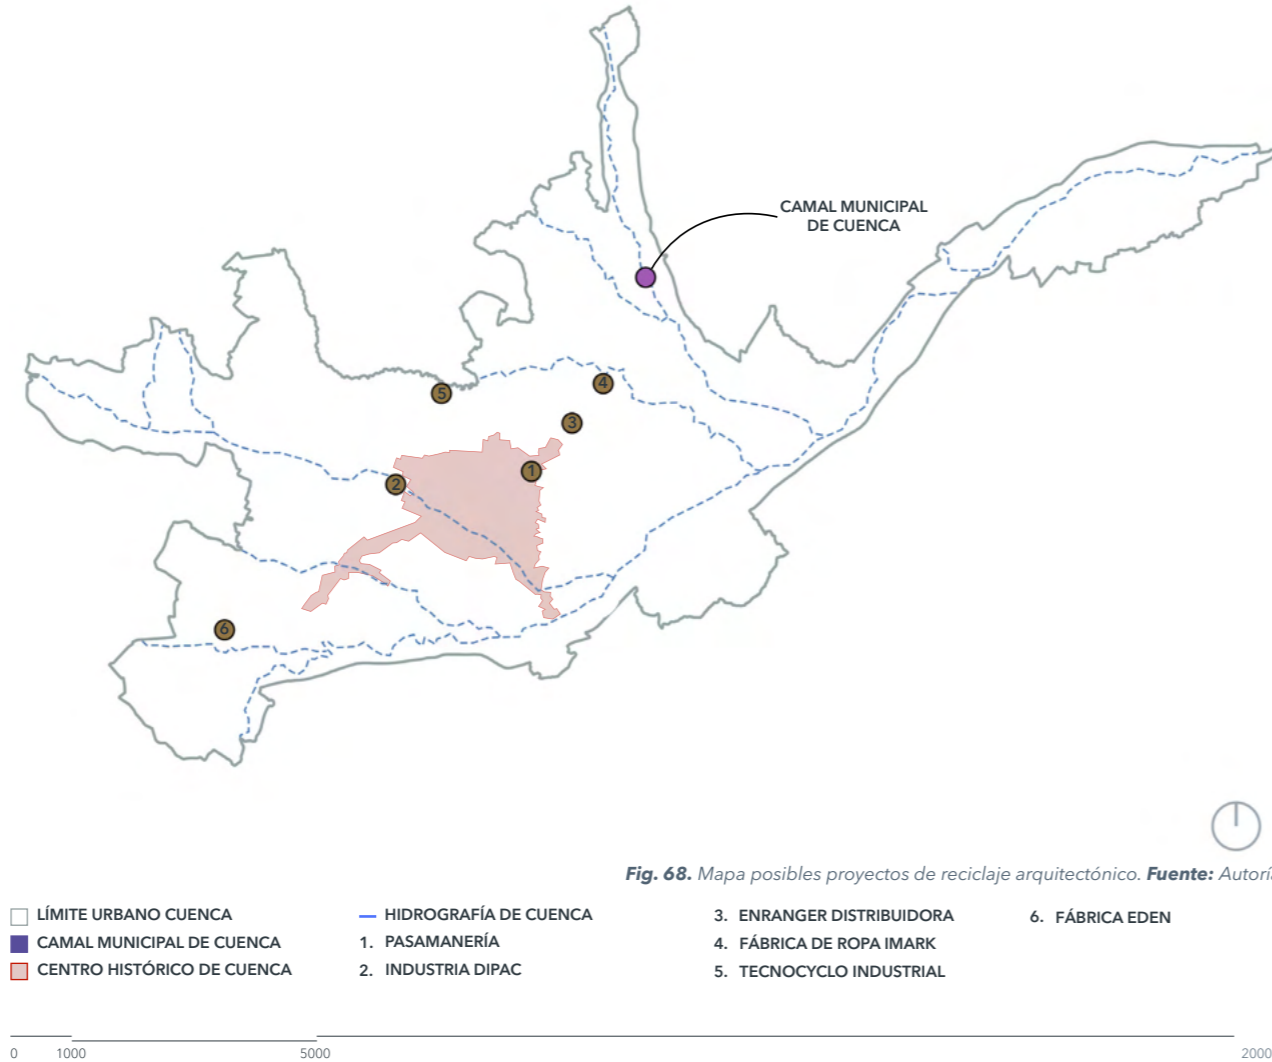 CAMAL MUNICIPAL
DE CUENCA
5
4
3
1
2
6
Fig. 68. Mapa posibles proyectos de reciclaje arquitectónico. Fuente: Autoría
LÍMITE URBANO CUENCA
CAMAL MUNICIPAL DE CUENCA
CENTRO HISTÓRICO DE CUENCA
HIDROGRAFÍA DE CUENCA
1. PASAMANERÍA
2. INDUSTRIA DIPAC
3. ENRANGER DISTRIBUIDORA
4. FÁBRICA DE ROPA IMARK
5. TECNOCYCLO INDUSTRIAL
6. FÁBRICA EDEN
0 1000 5000 2000